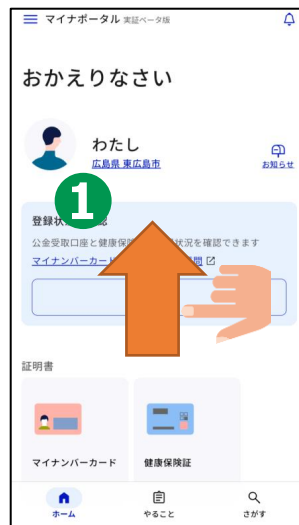 マイナポータル 実証ベータ版
おかえりなさい
わたし
広島県 東広島市
お知らせ
1
登録状
公金受取口座と健康保
状況を確認できます
マイナンバーカー
問
証明書
マイナンバーカード
健康保険証
ホーム
やること
さがす